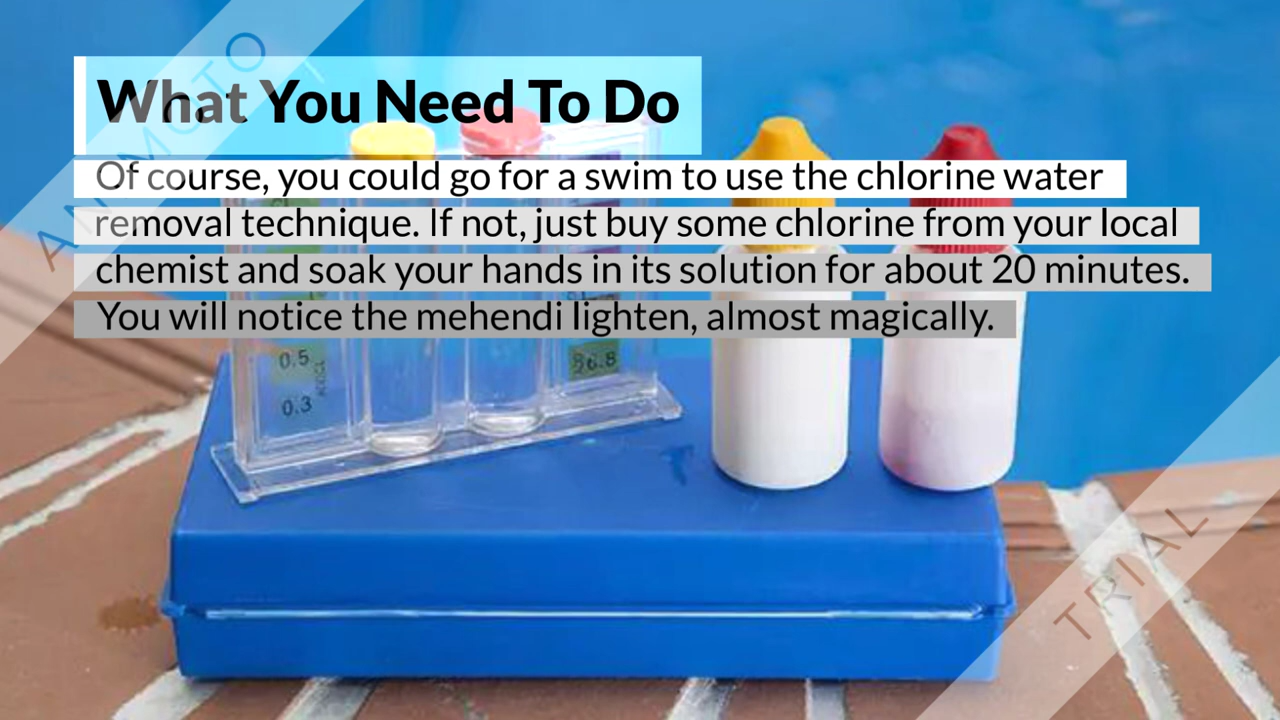 What You Need To Do
Of course, you could go for a swim to use the chlorine water
removal technique. If not, just buy some chlorine from your local
chemist and soak your hands in its solution for about 20 minutes.
You will notice the mehendi lighten, almost magically.
0.5
0.3
6.8
ANIMOTO
TRIAL